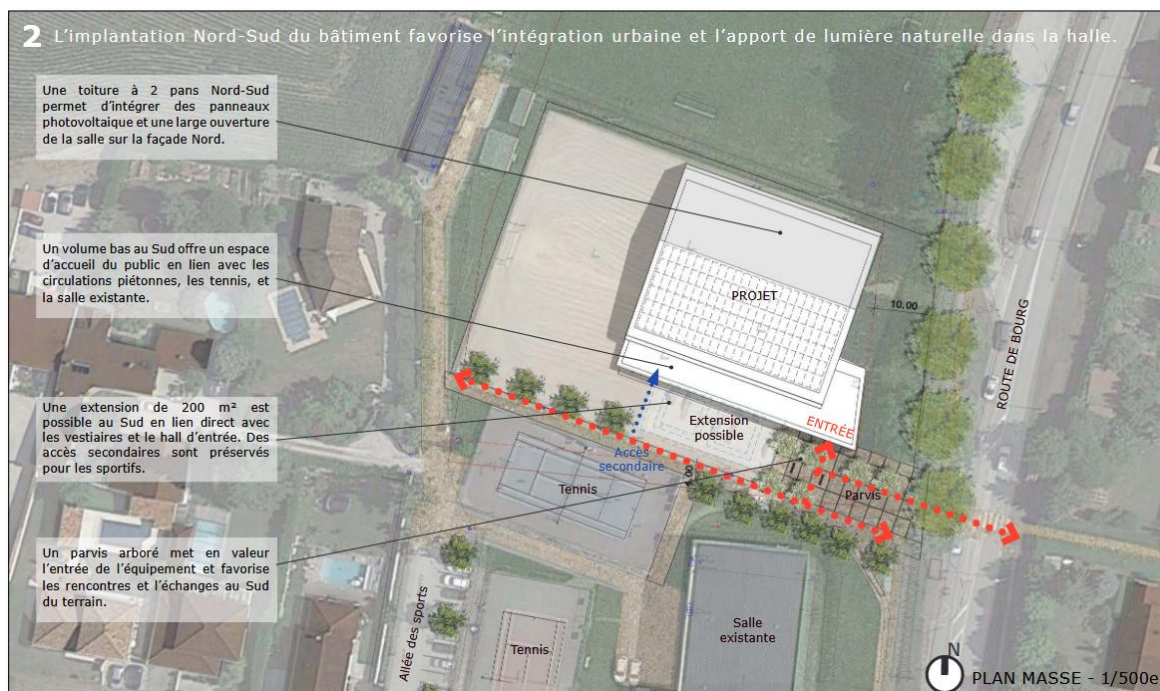 2 L'implantation Nord-Sud du bâtiment favorise l'intégration urbaine et l'apport de lumière naturelle dans la halle.
Une toiture à 2 pans Nord-Sud
permet d'intégrer des panneaux
photovoltaique et une large ouverture
de la salle sur la façade Nord.
Un volume bas au Sud offre un espace
d'accueil du public en lien avec les
circulations piétonnes, les tennis, et
la salle existante.
Une extension de 200 m² est
possible au Sud en lien direct avec
les vestiaires et le hall d'entrée. Des
accès secondaires sont préservés
pour les sportifs.
Un parvis arboré met en valeur
l'entrée de l'équipement et favorise
les rencontres et l'échanges au Sud
du terrain.
PROJET
10.00
ROUTE DE BOURG
ENTRÉE
Extension
possible
Accès
secondaire
Tennis
Parvis
Allée des sports
Tennis
Salle
existante
N
PLAN MASSE - 1/500e